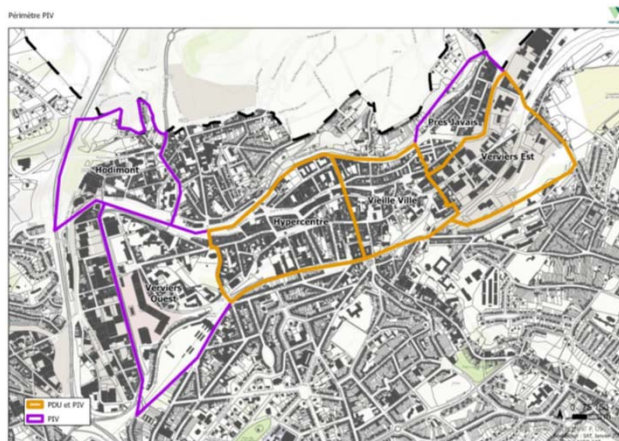 Périmètre PIV
Prés Javais
Verviers Est
Hodimont
Vieille Ville
Hypercentre
Verviers
Ouest
PDU et PIV
PIV